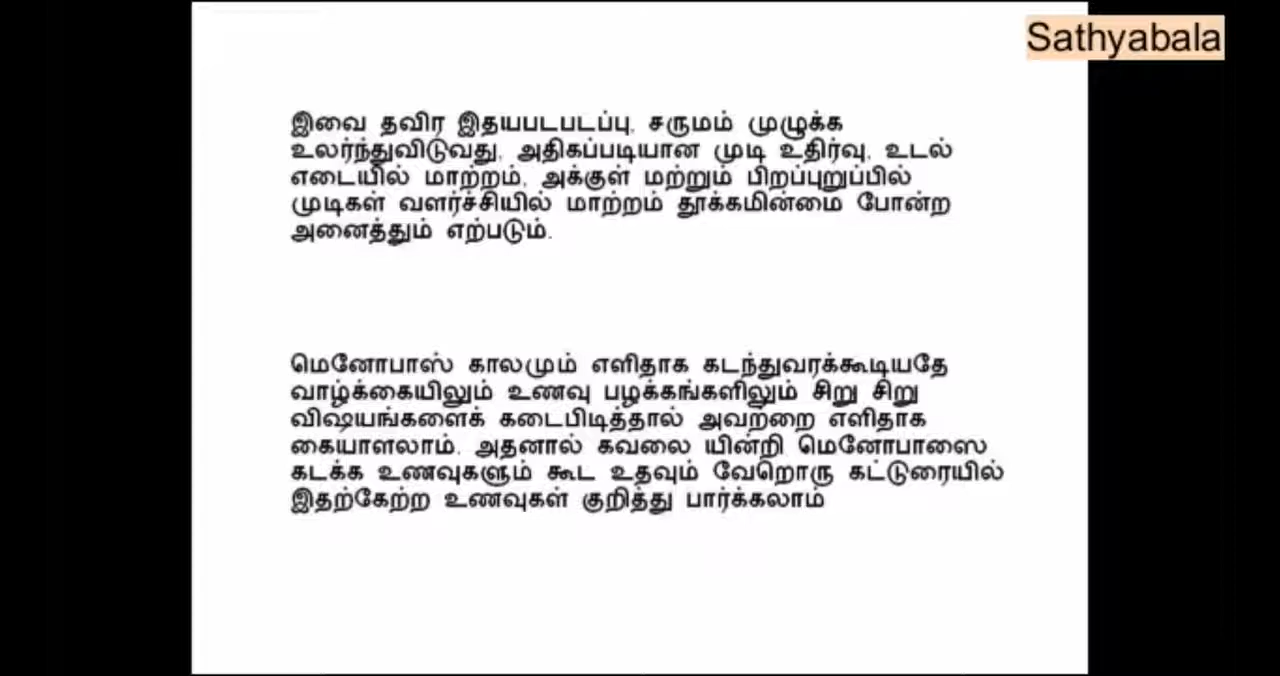 Sathyabala
இவை தவிர இதயபடபடப்பு, சருமம் முழுக்க
உலர்ந்துவிடுவது, அதிகப்படியான முடி உதிர்வு, உடல்
எடையில் மாற்றம், அக்குள் மற்றும் பிறப்புறுப்பில்
முடிகள் வளர்ச்சியில் மாற்றம் தூக்கமின்மை போன்ற
அனைத்தும் எற்படும்.
மெனோபாஸ் காலமும் எளிதாக கடந்துவரக்கூடியதே
வாழ்க்கையிலும் உணவு பழக்கங்களிலும் சிறு சிறு
விஷயங்களைக் கடைபிடித்தால் அவற்றை எளிதாக
கையாளலாம். அதனால் கவலை யின்றி மெனோபாஸை
கடக்க உணவுகளும் கூட உதவும் வேறொரு கட்டுரையில்
இதற்கேற்ற உணவுகள் குறித்து பார்க்கலாம்